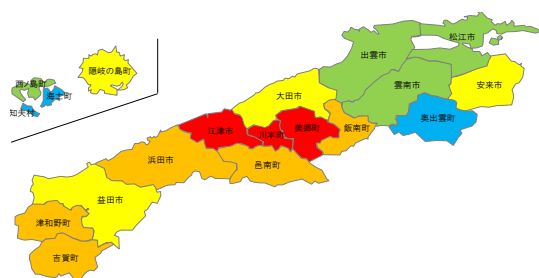 松江市
出雲市
隠岐の島町
西ノ島町
海士町
知夫村
安来市
雲南市
大田市
奥出雲町
江津市
川本町
美郷町
飯南町
浜田市
邑南町
益田市
津和野町
吉賀町